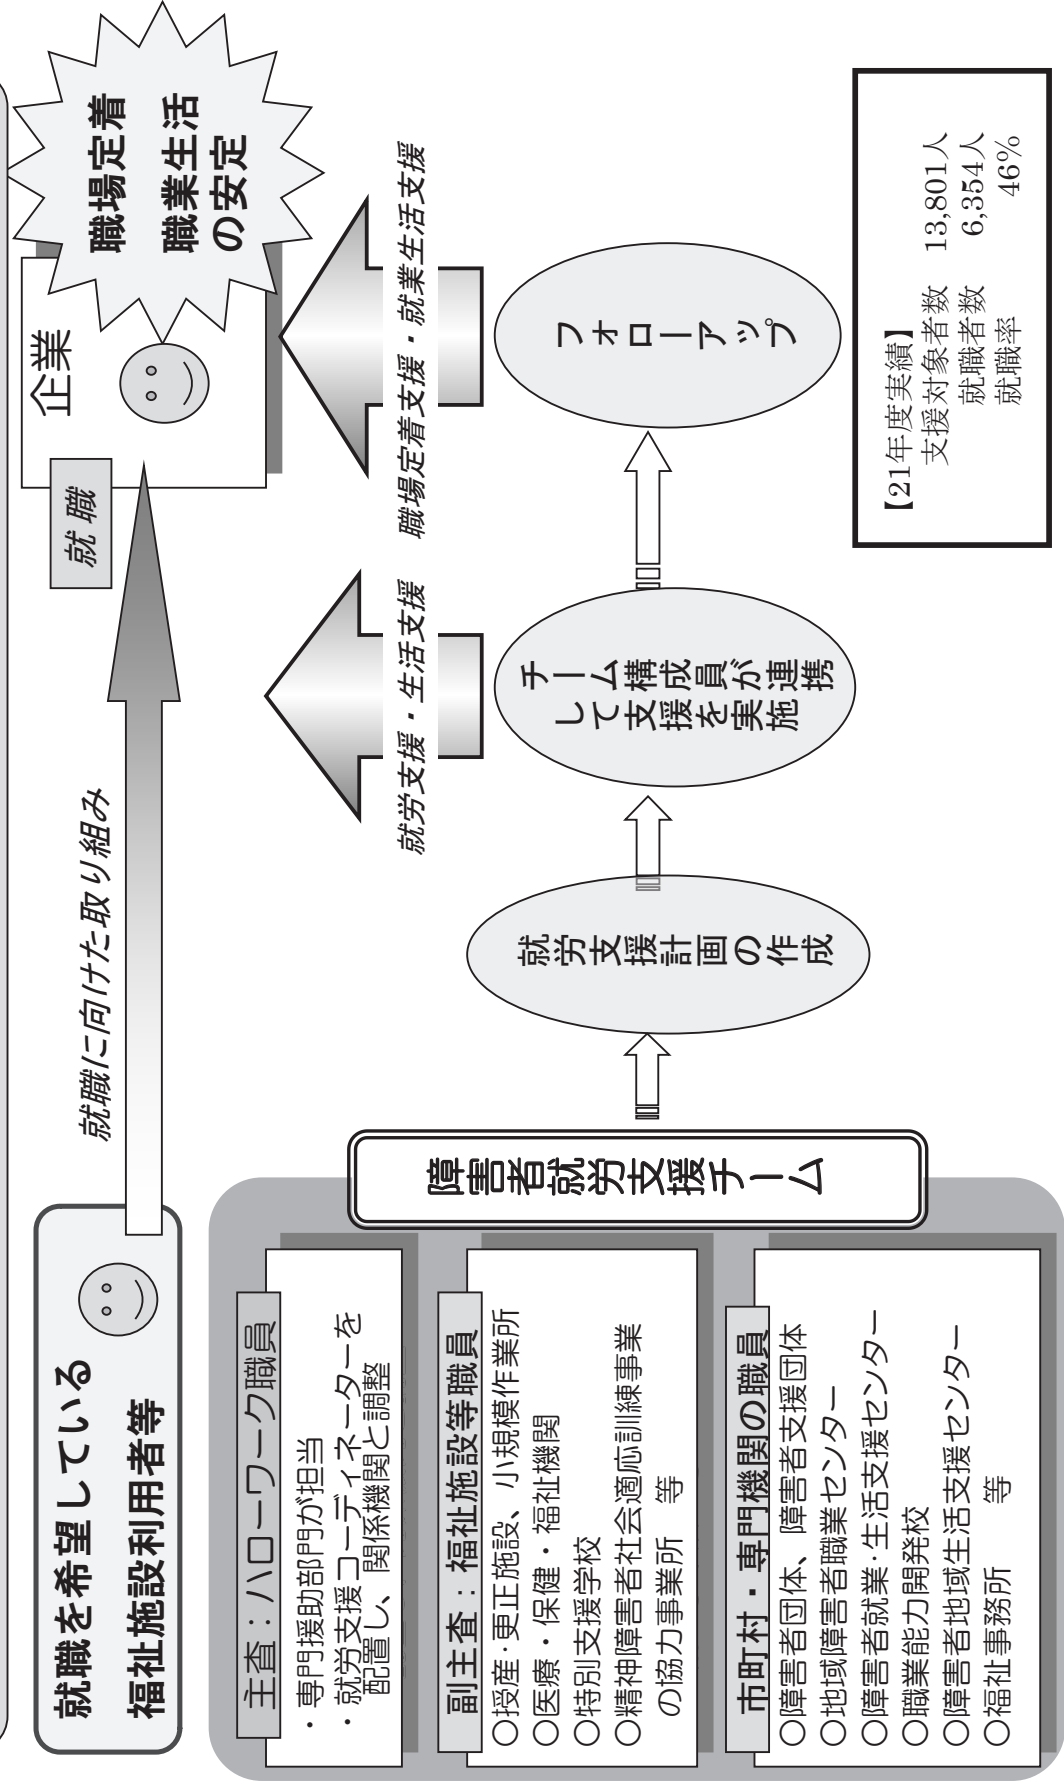 就職を希望している
福祉施設利用者等
就職に向けた取り組み
就職
企業
職場定着
職業生活
の安定
主査：ハローワーク職員
・専門援助部門が担当
・就労支援コーディネーターを
配置し、関係機関と調整
副主査：福祉施設等職員
○授産・更正施設、小規模作業所
○医療・保健・福祉機関
○特別支援学校
○精神障害者社会適応訓練事業
の協力事業所　等
市町村・専門機関の職員
○障害者団体、障害者支援団体
○地域障害者職業センター
○障害者就業・生活支援センター
○職業能力開発校
○障害者地域生活支援センター
○福祉事務所　等
障害者就労支援チーム
就労支援計画の作成
チーム構成員が連携
して支援を実施
フォローアップ
就労支援・生活支援
職場定着支援・就業生活支援
【21年度実績】
支援対象者数　13,801人
就職者数　6,354人
就職率　46%